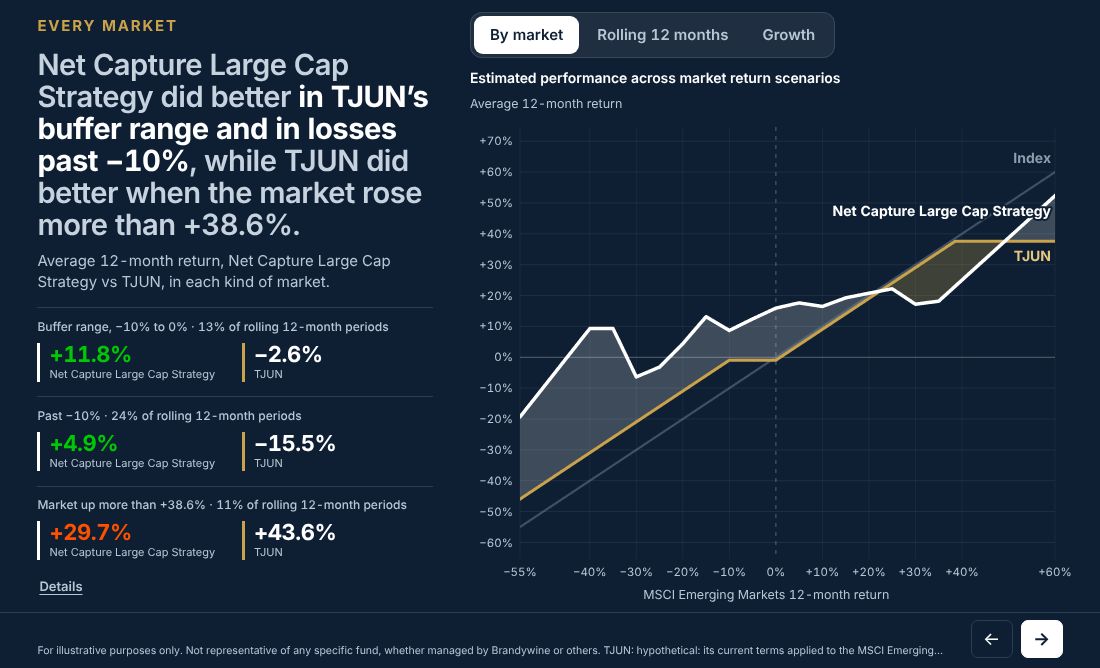 EVERY MARKET
Net Capture Large Cap
Strategy did better in TJUN’s
buffer range and in losses
past −10%, while TJUN did
better when the market rose
more than +38.6%.
Average 12-month return, Net Capture Large Cap
Strategy vs TJUN, in each kind of market.
Buffer range, −10% to 0% · 13% of rolling 12-month periods
+11.8%
Net Capture Large Cap Strategy
−2.6%
TJUN
Past −10% · 24% of rolling 12-month periods
+4.9%
Net Capture Large Cap Strategy
−15.5%
TJUN
Market up more than +38.6% · 11% of rolling 12-month periods
+29.7%
Net Capture Large Cap Strategy
+43.6%
TJUN
Details
By market
Rolling 12 months
Growth
Estimated performance across market return scenarios
Average 12-month return
+70%
+60%
+50%
+40%
+30%
+20%
+10%
0%
−10%
−20%
−30%
−40%
−50%
−60%
Index
Net Capture Large Cap Strategy
TJUN
−55% −40% −30% −20% −10% 0% +10% +20% +30% +40% +60%
MSCI Emerging Markets 12-month return
For illustrative purposes only. Not representative of any specific fund, whether managed by Brandywine or others. TJUN: hypothetical: its current terms applied to the MSCI Emerging...
← →